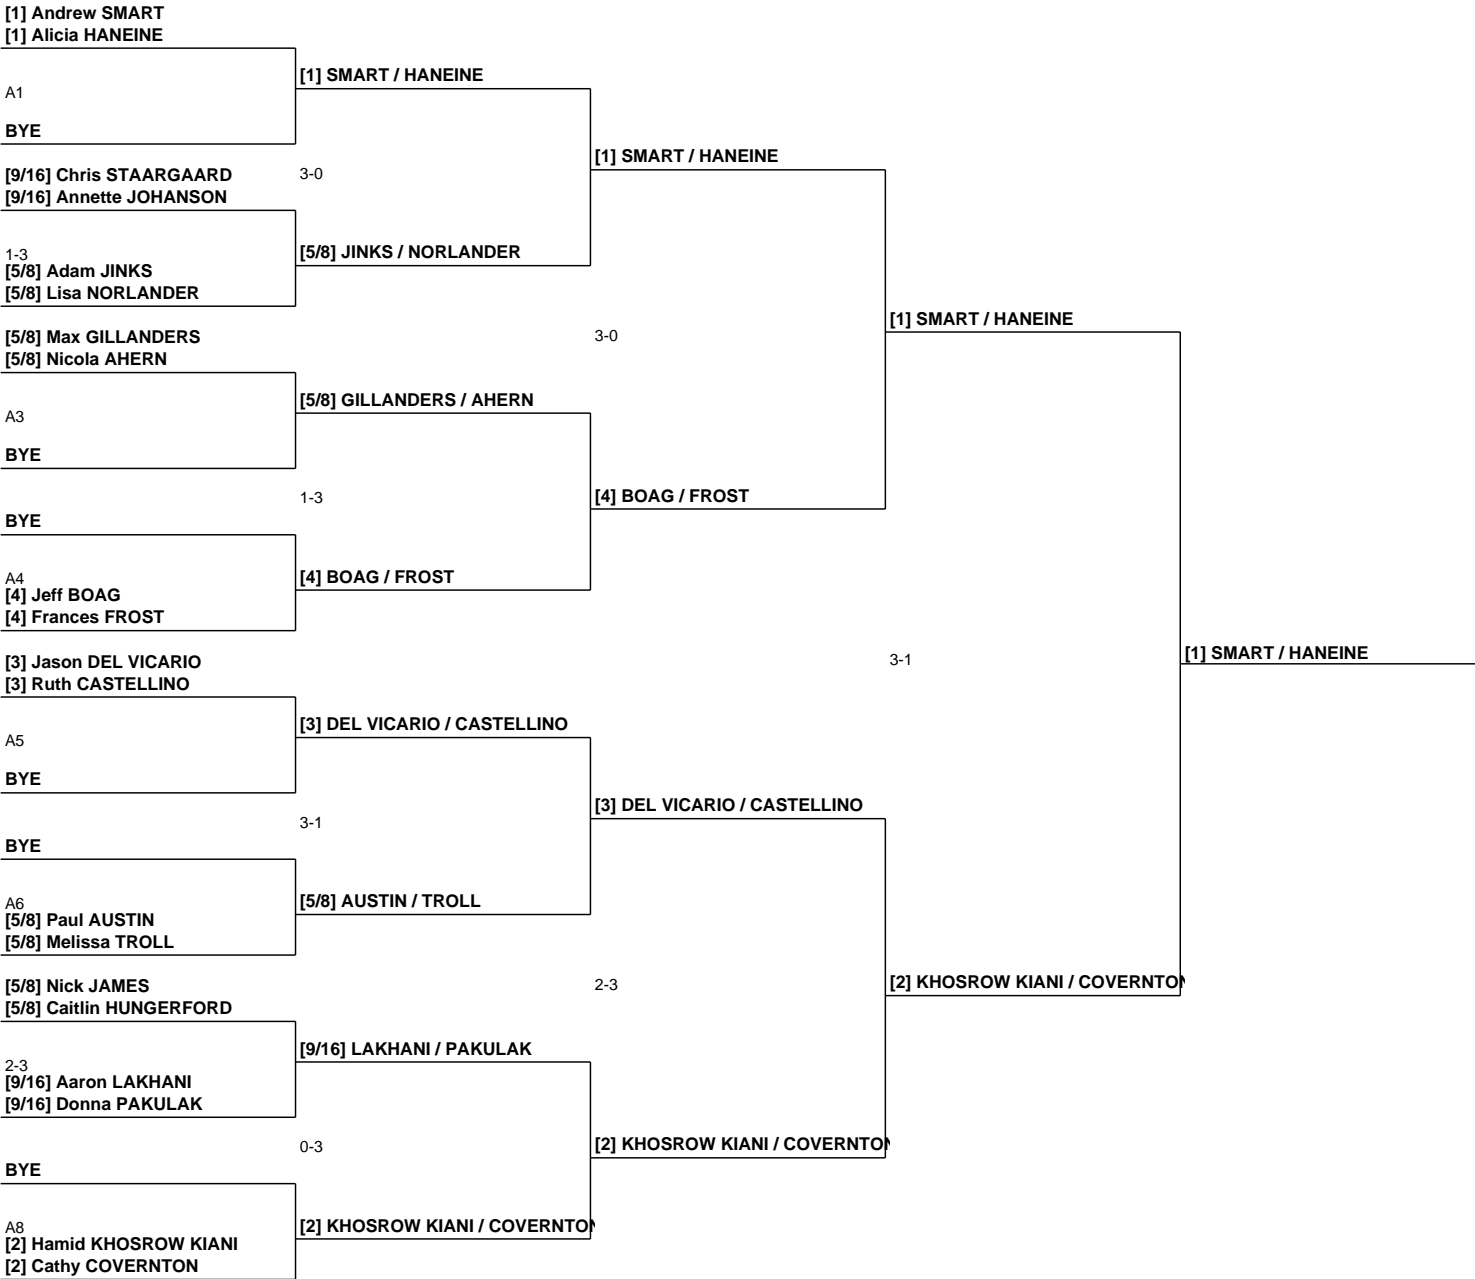 [1] Andrew SMART
[1] Alicia HANEINE
[1] SMART / HANEINE
A1
BYE
[1] SMART / HANEINE
[9/16] Chris STAARGAARD
3-0
[9/16] Annette JOHANSON
1-3
[5/8] JINKS / NORLANDER
[5/8] Adam JINKS
[5/8] Lisa NORLANDER
[1] SMART / HANEINE
[5/8] Max GILLANDERS
3-0
[5/8] Nicola AHERN
[5/8] GILLANDERS / AHERN
A3
BYE
1-3
[4] BOAG / FROST
BYE
A4
[4] BOAG / FROST
[4] Jeff BOAG
[4] Frances FROST
[3] Jason DEL VICARIO
3-1
[1] SMART / HANEINE
[3] Ruth CASTELLINO
[3] DEL VICARIO / CASTELLINO
A5
BYE
[3] DEL VICARIO / CASTELLINO
3-1
BYE
A6
[5/8] AUSTIN / TROLL
[5/8] Paul AUSTIN
[5/8] Melissa TROLL
[5/8] Nick JAMES
2-3
[2] KHOSROW KIANI / COVERNTON
[5/8] Caitlin HUNGERFORD
[9/16] LAKHANI / PAKULAK
2-3
[9/16] Aaron LAKHANI
[9/16] Donna PAKULAK
0-3
[2] KHOSROW KIANI / COVERNTON
BYE
A8
[2] KHOSROW KIANI / COVERNTON
[2] Hamid KHOSROW KIANI
[2] Cathy COVERNTON